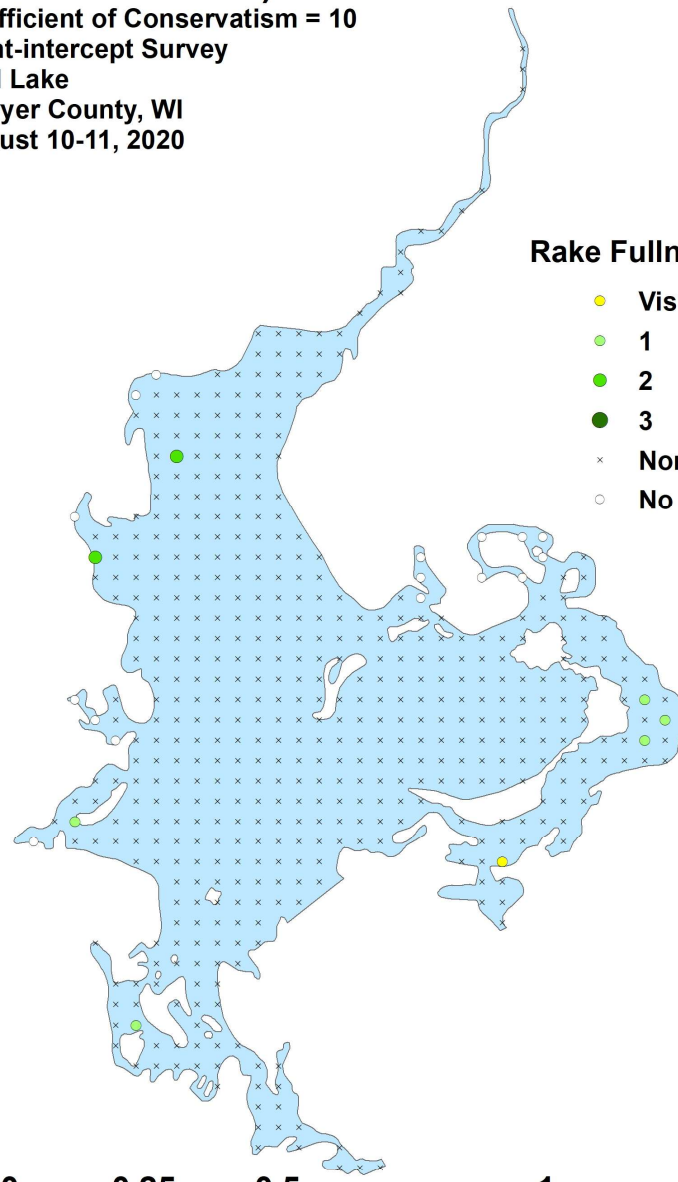 fficient of Conservatism = 10
nt-intercept Survey
l Lake
yer County, WI
ust 10-11, 2020
Rake Fulln
Vis
1
2
3
Nor
No
0 0.25 0.5 1